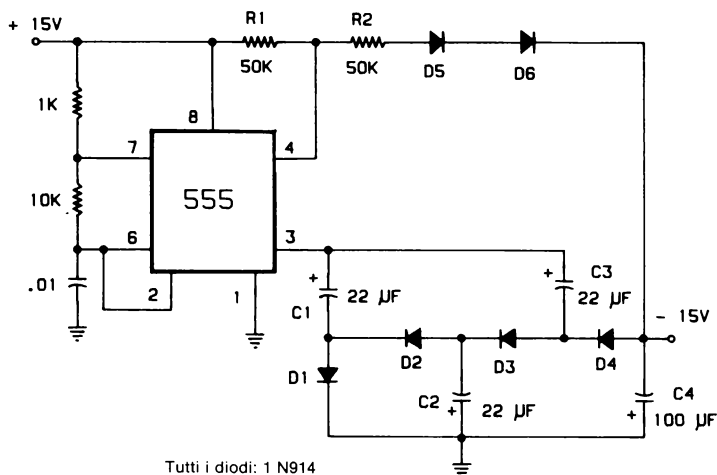 + 15V
R1
50K
R2
50K
D5
D6
1K
8
7
4
10K
555
6
3
.01
2
1
+
C1
22 µF
+
C3
22 µF
- 15V
D2
D3
D4
D1
C2
+
22 µF
C4
+
100 µF
Tutti i diodi: 1 N914